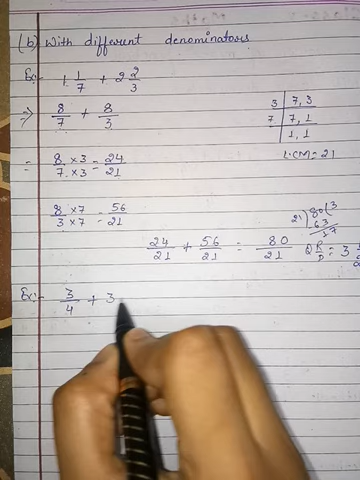 (b) With different denominators
Ex:- 1 1/7 + 2 2/3
⇒ 8/7 + 8/3
3 | 7, 3
7 | 7, 1
1, 1
LCM = 21
= 8 × 3 / 7 × 3 = 24/21
8 × 7 / 3 × 7 = 56/21
21) 80 (3
-63
17
24/21 + 56/21 = 80/21 Q R/D = 3
Ex:- 3/4 + 3